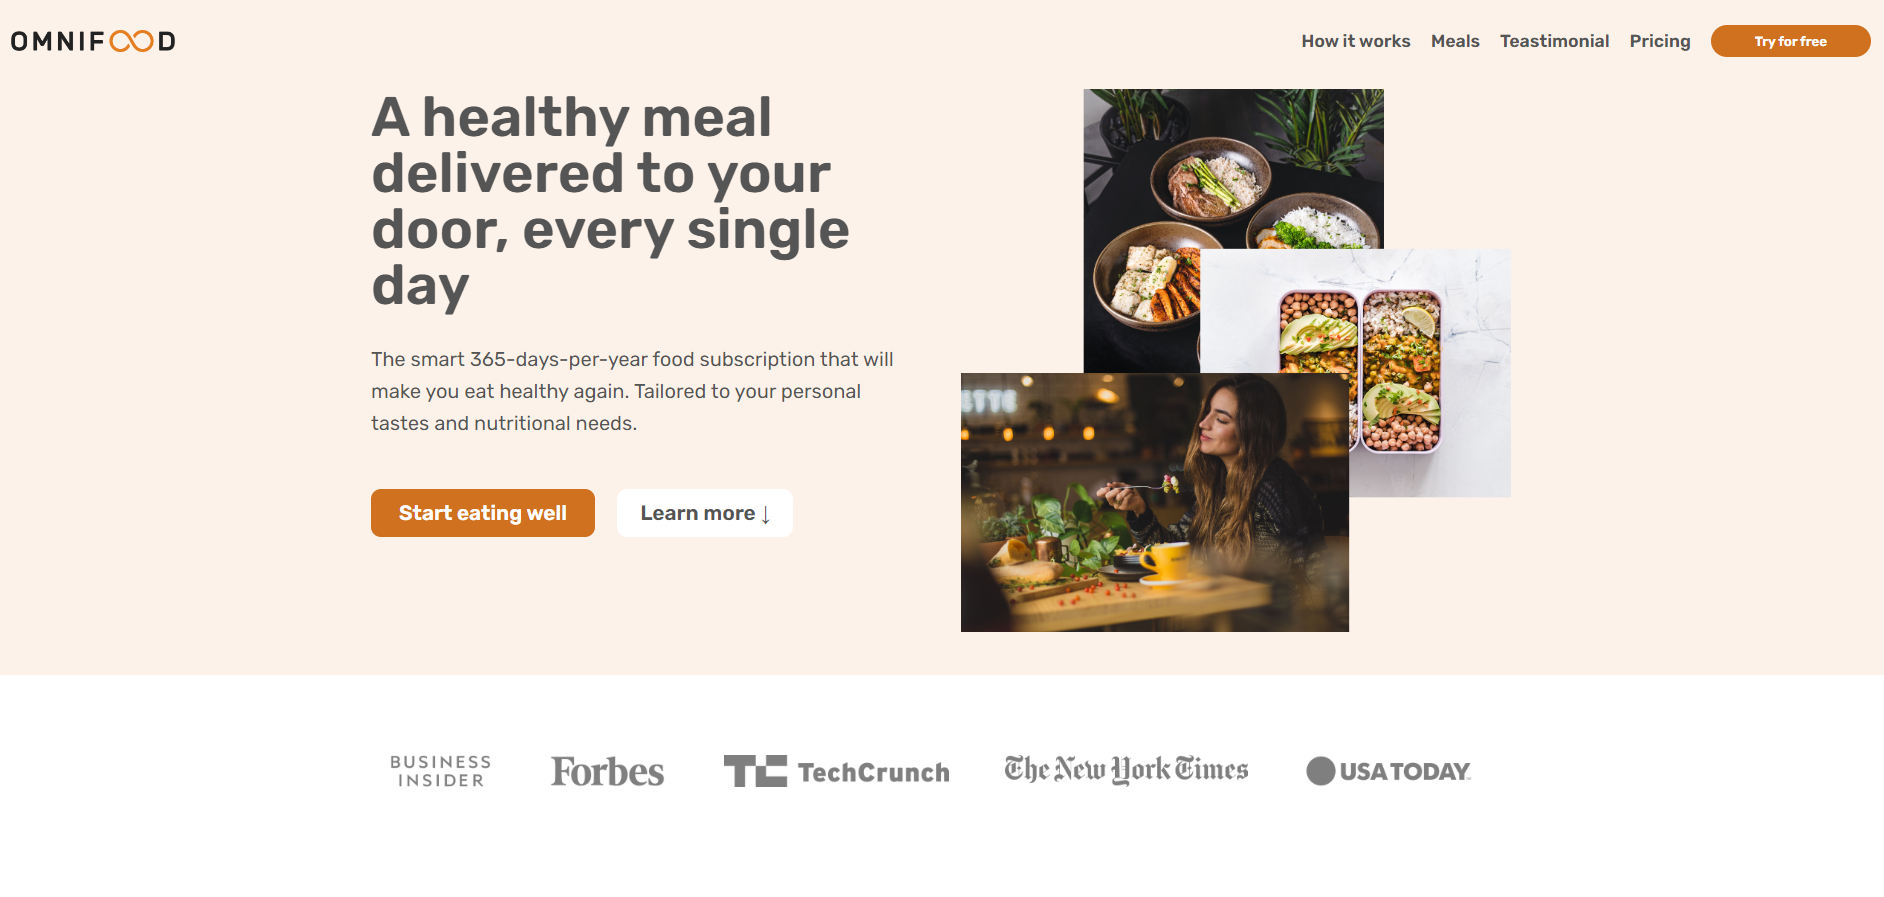 OMNIFOOD
How it works Meals Teastimonial Pricing Try for free
A healthy meal
delivered to your
door, every single
day
The smart 365-days-per-year food subscription that will
make you eat healthy again. Tailored to your personal
tastes and nutritional needs.
Start eating well Learn more ↓
ETTE
BUSINESS
INSIDER
Forbes
TC TechCrunch
The New York Times
USA TODAY